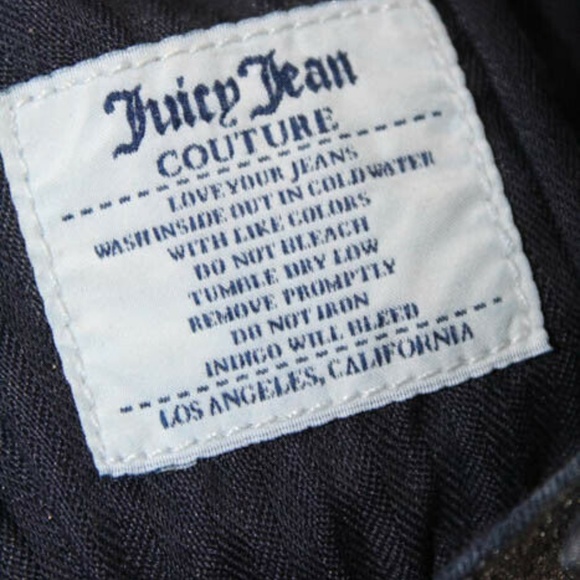 Juicy Jean
COUTURE
LOVE YOUR JEANS
WASH INSIDE OUT IN COLD WATER
WITH LIKE COLORS
DO NOT BLEACH
TUMBLE DRY LOW
REMOVE PROMPTLY
DO NOT IRON
INDIGO WILL BLEED
LOS ANGELES, CALIFORNIA